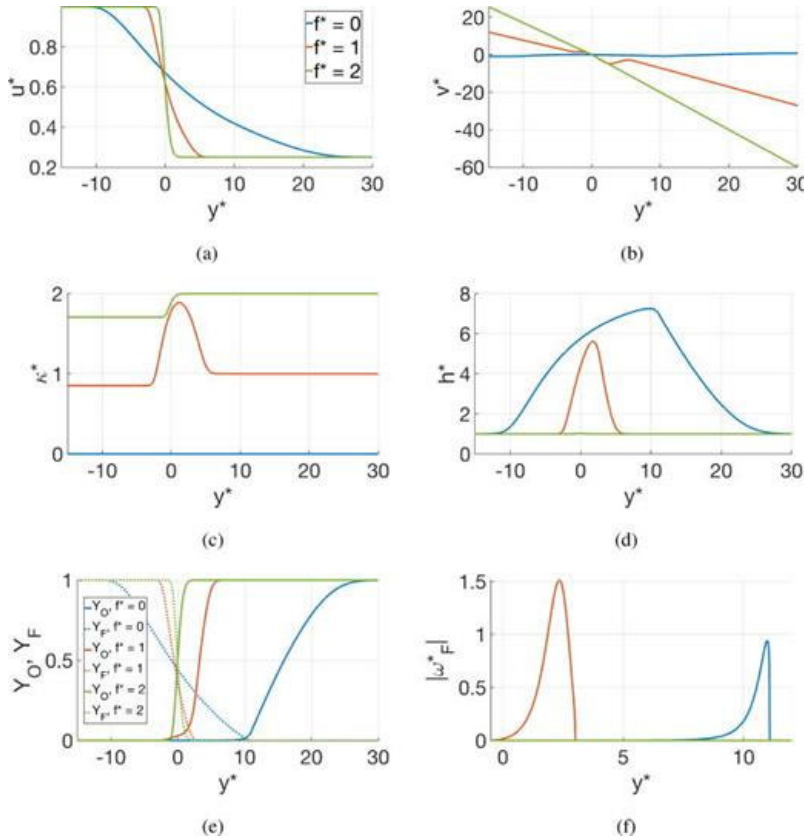 u*
0.8
0.6
0.4
0.2
-10 0 10 20 30
y*
f* = 0
f* = 1
f* = 2
(a)
v*
20
0
-20
-40
-60
-10 0 10 20 30
y*
(b)
κ*
2
1
0
-10 0 10 20 30
y*
(c)
h*
8
6
4
2
-10 0 10 20 30
y*
(d)
Y_O, Y_F
1
0.5
0
-10 0 10 20 30
y*
Y_O, f* = 0
Y_F, f* = 0
Y_O, f* = 1
Y_F, f* = 1
Y_O, f* = 2
Y_F, f* = 2
(e)
|ω*_F|
1.5
1
0.5
0
0 5 10
y*
(f)